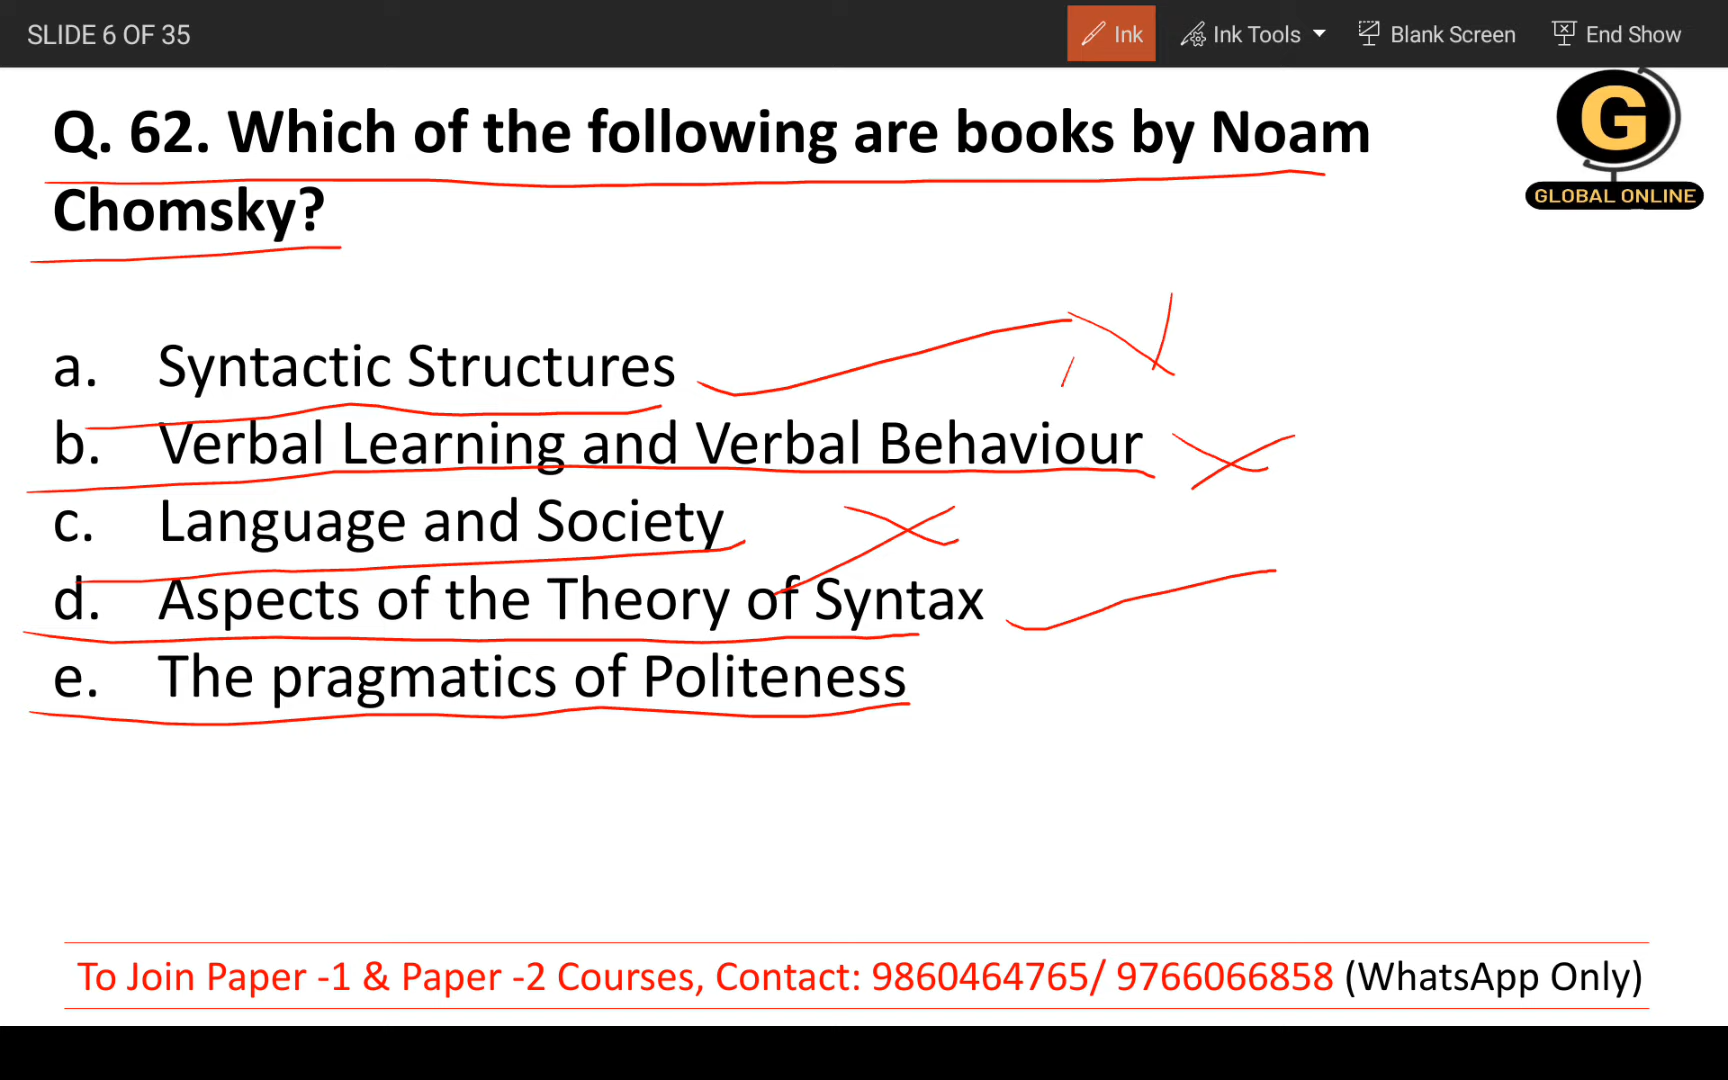 SLIDE 6 OF 35
Ink
Ink Tools
Blank Screen
End Show
Q. 62. Which of the following are books by Noam
Chomsky?
G
GLOBAL ONLINE
a. Syntactic Structures
b. Verbal Learning and Verbal Behaviour
c. Language and Society
d. Aspects of the Theory of Syntax
e. The pragmatics of Politeness
To Join Paper -1 & Paper -2 Courses, Contact: 9860464765/ 9766066858 (WhatsApp Only)